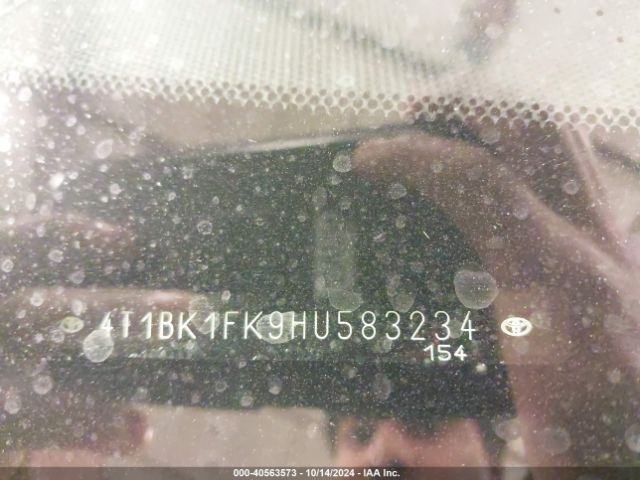 4T1BK1FK9HU583234
154
000-40563573 - 10/14/2024 - IAA Inc.